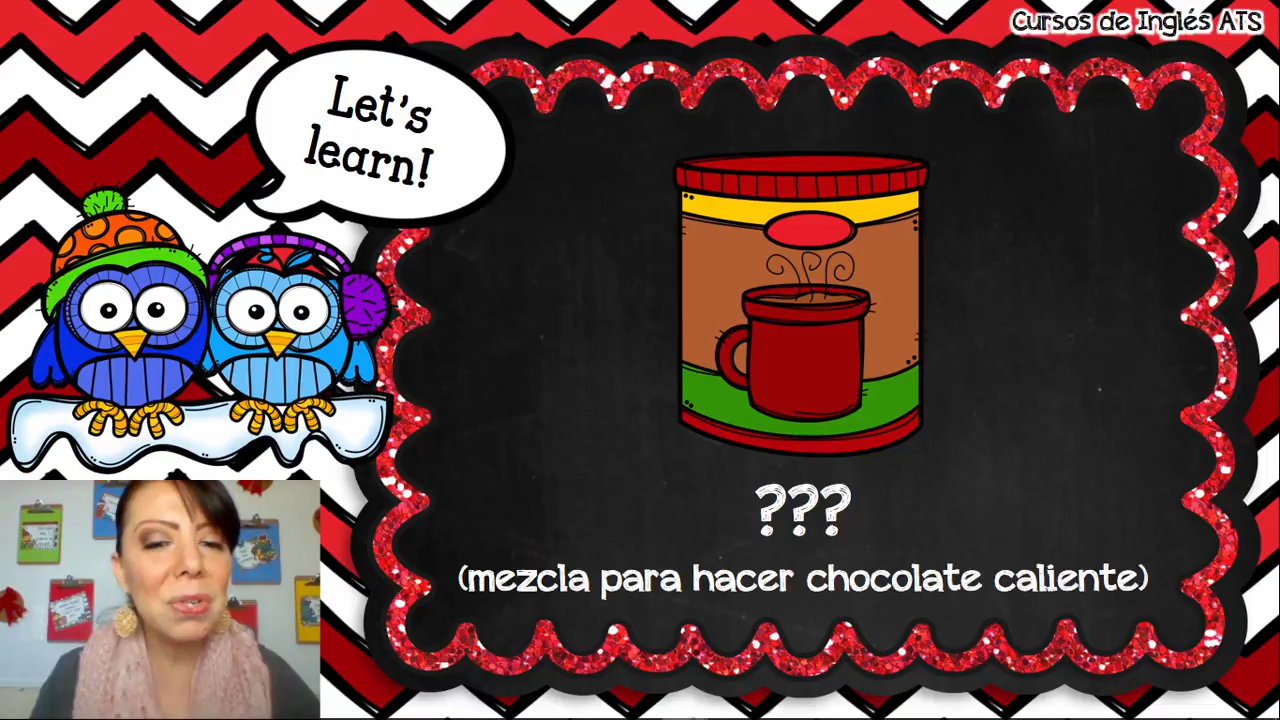 Cursos de Inglés ATS
Let's
learn!
???
(mezcla para hacer chocolate caliente)